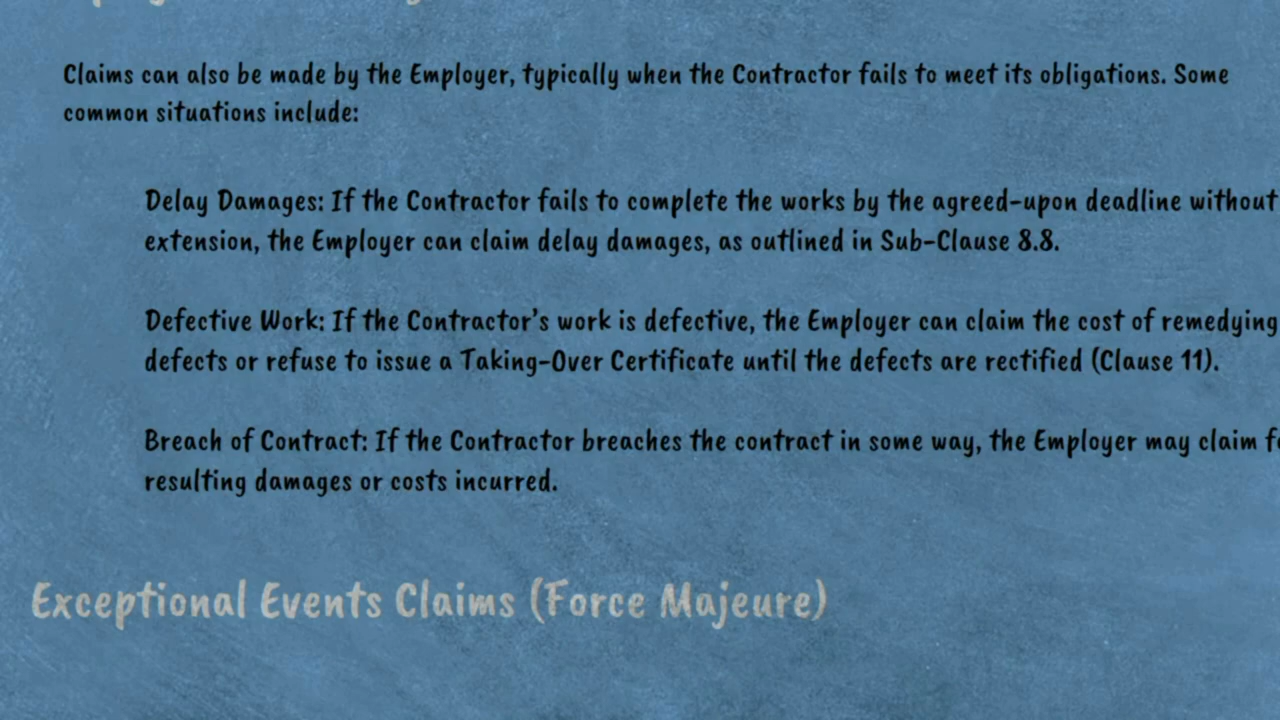 Claims can also be made by the Employer, typically when the Contractor fails to meet its obligations. Some
common situations include:
Delay Damages: If the Contractor fails to complete the works by the agreed-upon deadline without
extension, the Employer can claim delay damages, as outlined in Sub-Clause 8.8.
Defective Work: If the Contractor's work is defective, the Employer can claim the cost of remedying
defects or refuse to issue a Taking-Over Certificate until the defects are rectified (Clause 11).
Breach of Contract: If the Contractor breaches the contract in some way, the Employer may claim
resulting damages or costs incurred.
Exceptional Events Claims (Force Majeure)